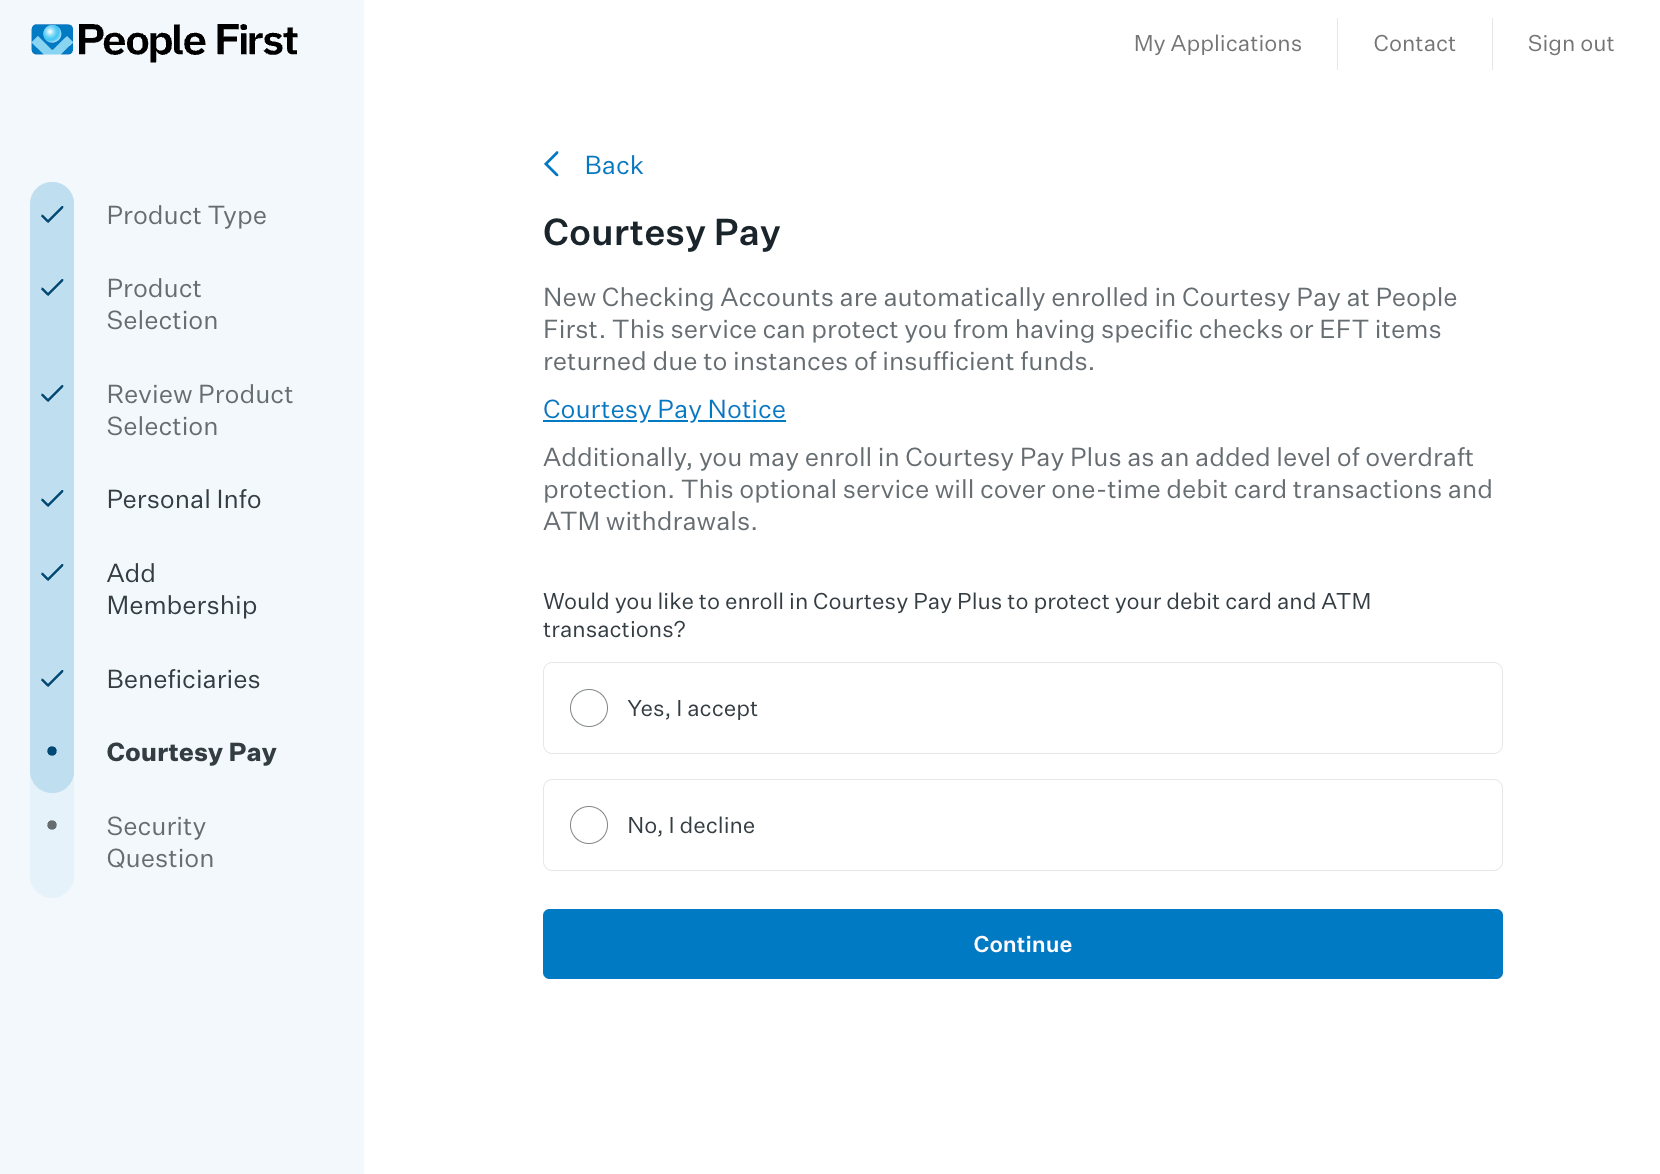 People First
My Applications
Contact
Sign out
Product Type
Product
Selection
Review Product
Selection
Personal Info
Add
Membership
Beneficiaries
Courtesy Pay
Security
Question
Back
Courtesy Pay
New Checking Accounts are automatically enrolled in Courtesy Pay at People
First. This service can protect you from having specific checks or EFT items
returned due to instances of insufficient funds.
Courtesy Pay Notice
Additionally, you may enroll in Courtesy Pay Plus as an added level of overdraft
protection. This optional service will cover one-time debit card transactions and
ATM withdrawals.
Would you like to enroll in Courtesy Pay Plus to protect your debit card and ATM
transactions?
Yes, I accept
No, I decline
Continue